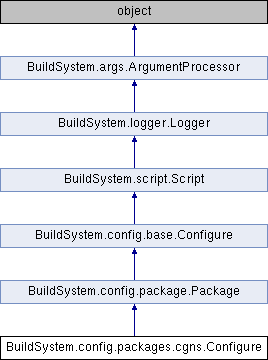 object
BuildSystem.args.ArgumentProcessor
BuildSystem.logger.Logger
BuildSystem.script.Script
BuildSystem.config.base.Configure
BuildSystem.config.package.Package
BuildSystem.config.packages.cgns.Configure